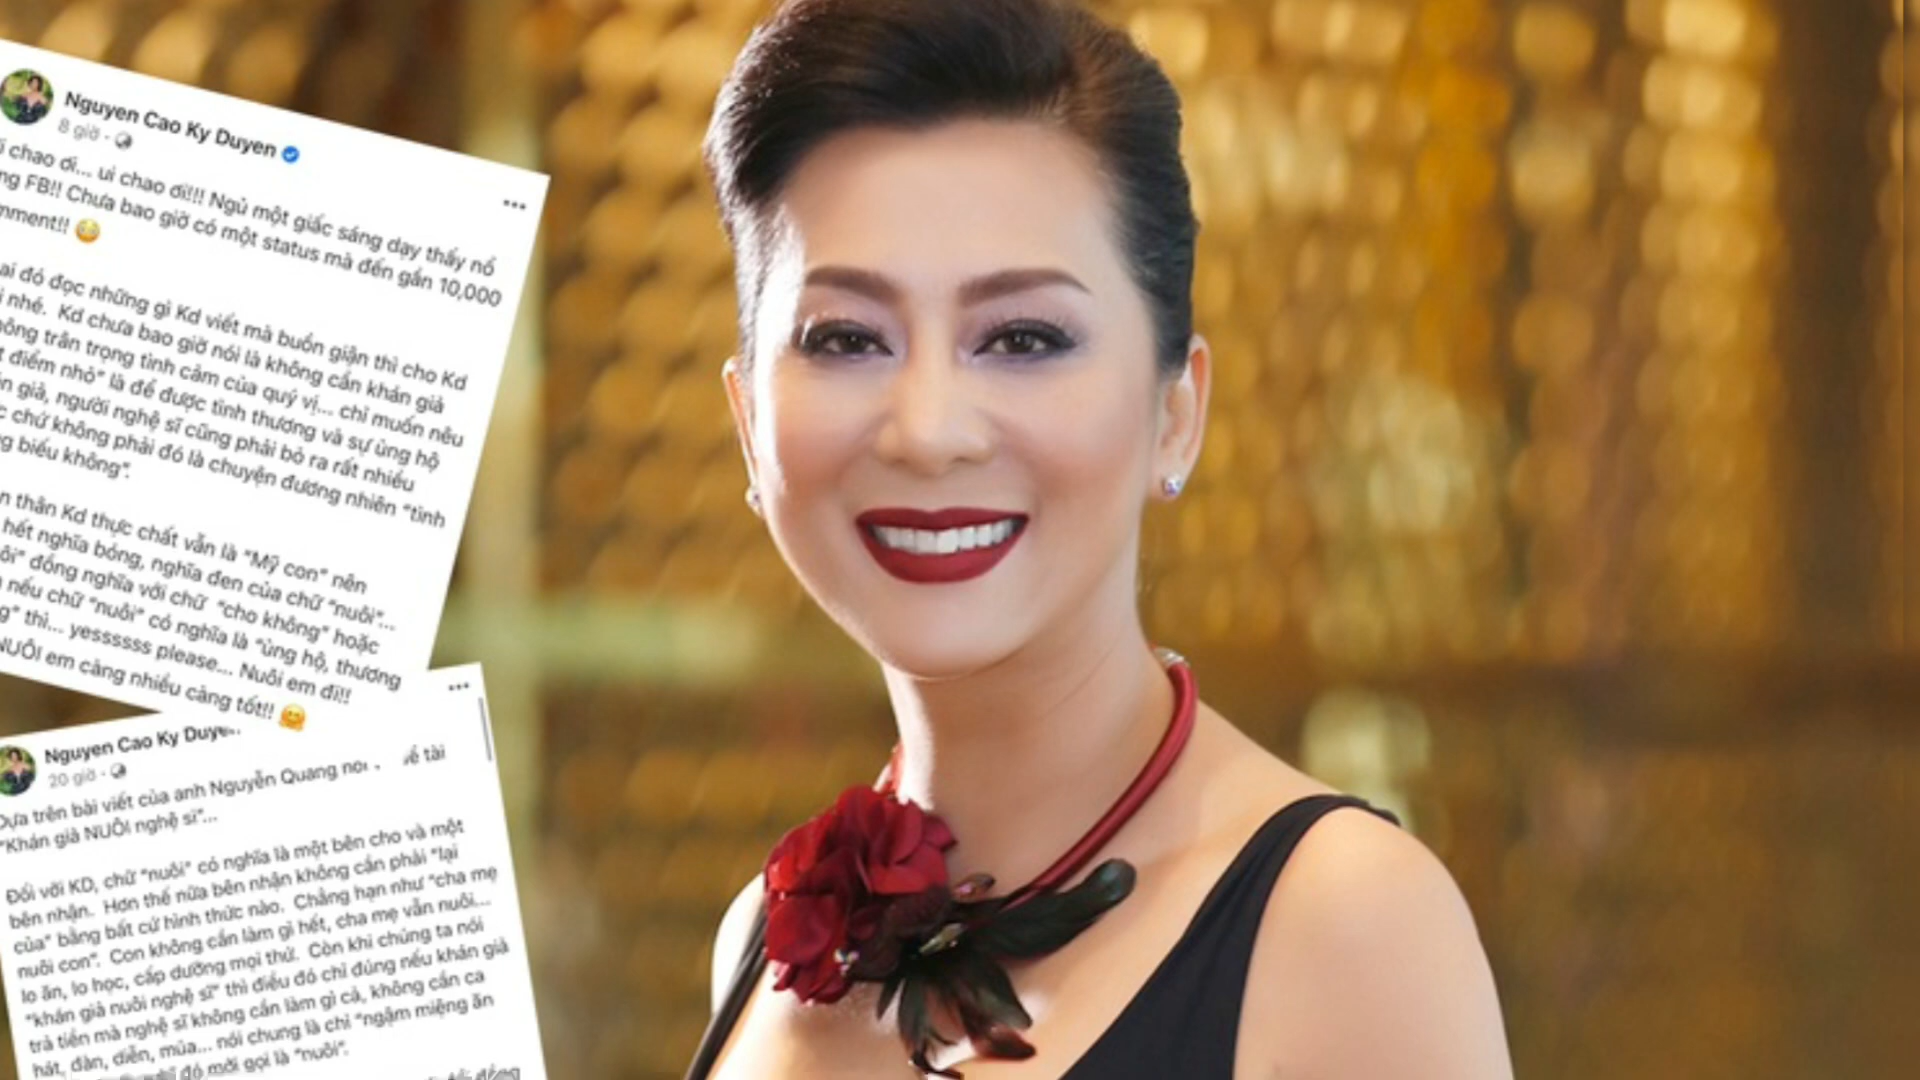 Nguyen Cao Ky Duyen
8 giờ
chao ơi... ui chao ơi!!! Ngủ một giấc sáng dạy thấy nổ
FB!! Chưa bao giờ có một status mà đến gần 10,000
mment!! 😳
ai đó đọc những gì Kd viết mà buồn giận thì cho Kd
nhé. Kd chưa bao giờ nói là không cần khán giả
trân trọng tình cảm của quý vị... chỉ muốn nêu
điểm nhỏ" là để được tình thương và sự ủng hộ
giả, người nghệ sĩ cũng phải bỏ ra rất nhiều
chứ không phải đó là chuyện đương nhiên "tình
biếu không".
thân Kd thực chất vẫn là "Mỹ con" nên
hết nghĩa bóng, nghĩa đen của chữ "nuôi"...
đồng nghĩa với chữ "cho không" hoặc
nếu chữ "nuôi" có nghĩa là "ủng hộ, thương
thì... yessssss please... Nuôi em đi!!
NUÔI em càng nhiều càng tốt!! 🤗
Nguyen Cao Ky Duye...
20 giờ
Dựa trên bài viết của anh Nguyễn Quang tài
"Khán giả NUÔI nghệ sĩ"...
Đối với KD, chữ "nuôi" có nghĩa là một bên cho và một
bên nhận. Hơn thế nữa bên nhận không cần phải "lại
của" bằng bất cứ hình thức nào. Chẳng hạn như "cha mẹ
nuôi con". Con không cần làm gì hết, cha mẹ vẫn nuôi...
lo ăn, lo học, cấp dưỡng mọi thứ. Còn khi chúng ta nói
"khán giả nuôi nghệ sĩ" thì điều đó chỉ đúng nếu khán giả
trả tiền mà nghệ sĩ không cần làm gì cả, không cần ca
hát, đàn, diễn, múa... nói chung là chỉ "ngậm miệng ăn
đó mới gọi là "nuôi".